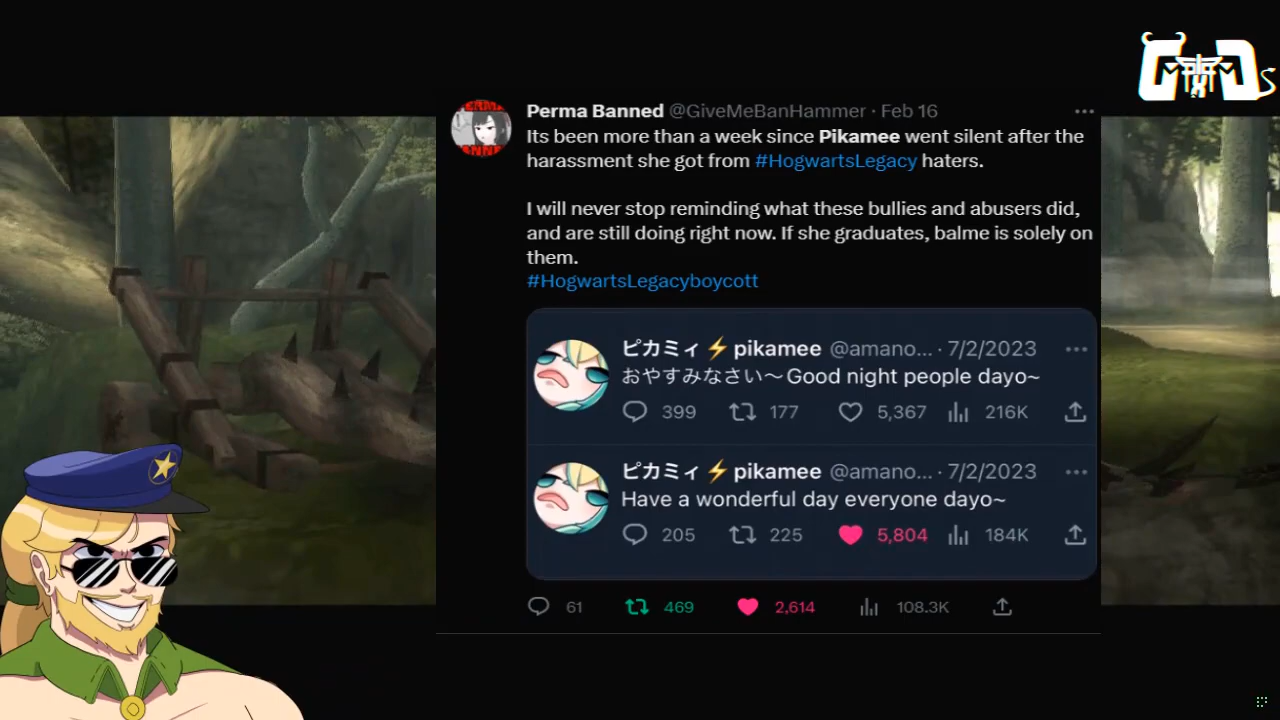 Perma Banned @GiveMeBanHammer · Feb 16
Its been more than a week since Pikamee went silent after the
harassment she got from #HogwartsLegacy haters.
I will never stop reminding what these bullies and abusers did,
and are still doing right now. If she graduates, balme is solely on
them.
#HogwartsLegacyboycott
ピカミィ⚡pikamee @amano... · 7/2/2023
おやすみなさい〜Good night people dayo~
399 177 5,367 216K
ピカミィ⚡pikamee @amano... · 7/2/2023
Have a wonderful day everyone dayo~
205 225 5,804 184K
61 469 2,614 108.3K